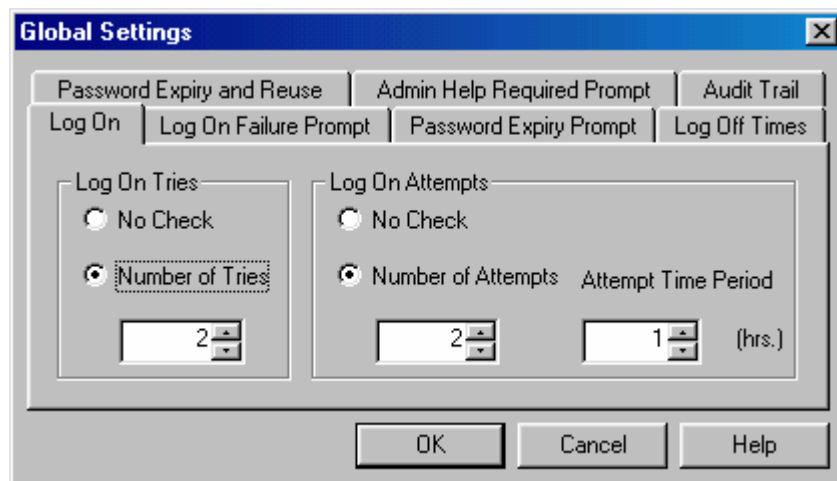 Global Settings
Password Expiry and Reuse
Admin Help Required Prompt
Audit Trail
Log On
Log On Failure Prompt
Password Expiry Prompt
Log Off Times
Log On Tries
No Check
Number of Tries
2
Log On Attempts
No Check
Number of Attempts
Attempt Time Period
2
1
(hrs.)
OK
Cancel
Help